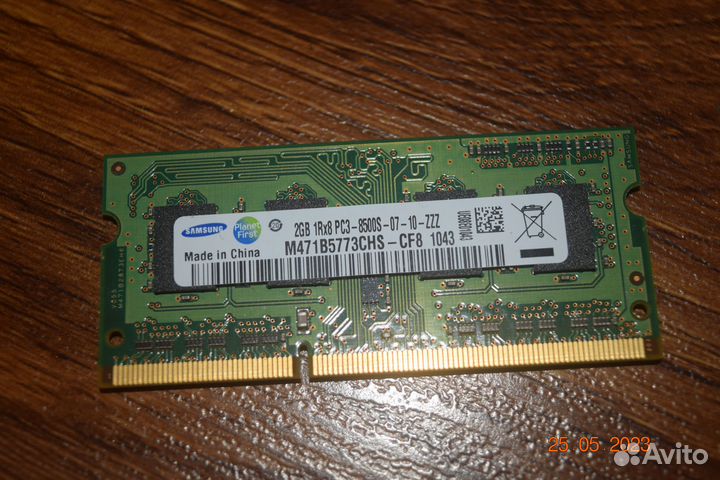 SAMSUNG
Planet First
2GB 1Rx8 PC3-8500S-07-10-ZZZ
M471B5773CHS-CF8 1043
Made in China
25.05.2023
Avito